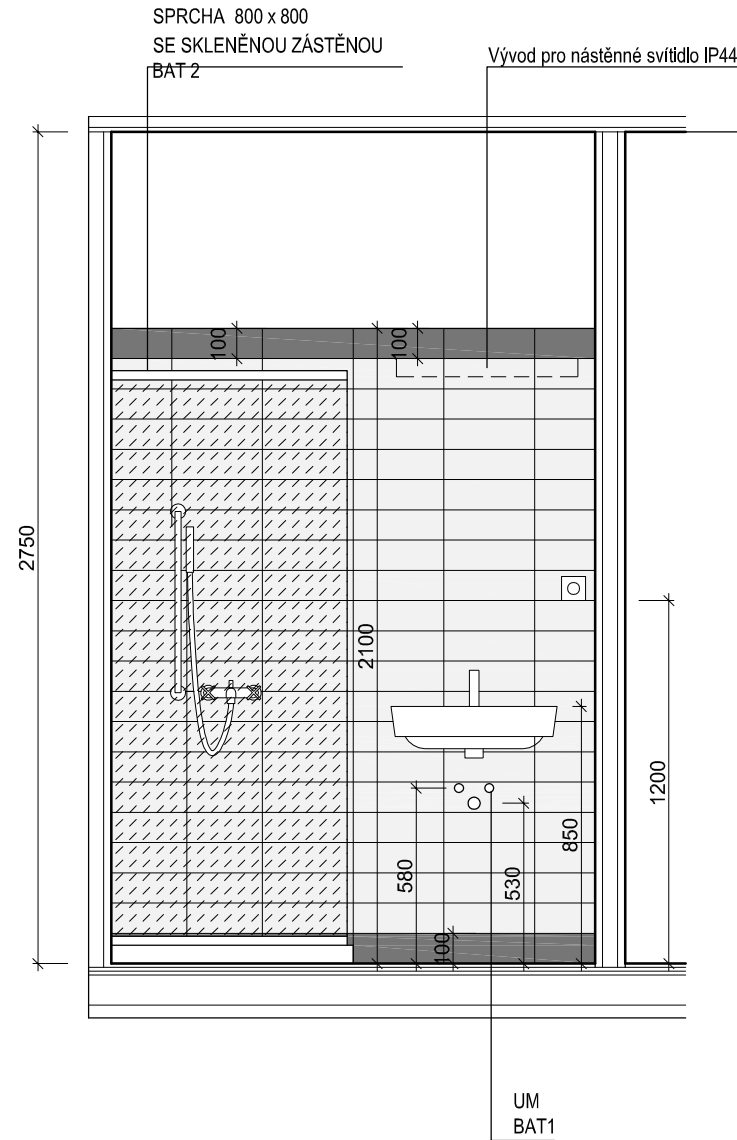 SPRCHA 800 x 800
SE SKLENĚNOU ZÁSTĚNOU
BAT 2
Vývod pro nástěnné svítidlo IP44
100
100
2750
2100
1200
850
580
530
100
UM
BAT1